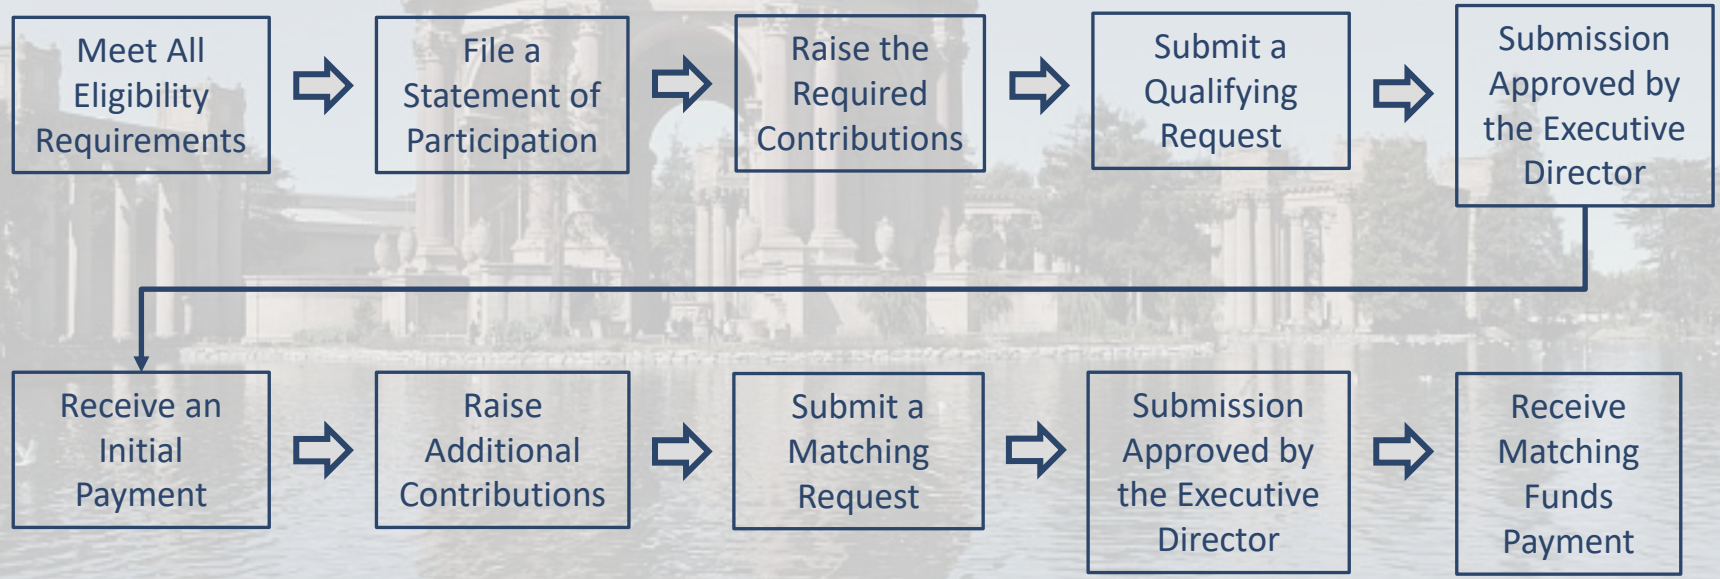 Meet All
Eligibility
Requirements
File a
Statement of
Participation
Raise the
Required
Contributions
Submit a
Qualifying
Request
Submission
Approved by
the Executive
Director
Receive an
Initial
Payment
Raise
Additional
Contributions
Submit a
Matching
Request
Submission
Approved by
the Executive
Director
Receive
Matching
Funds
Payment